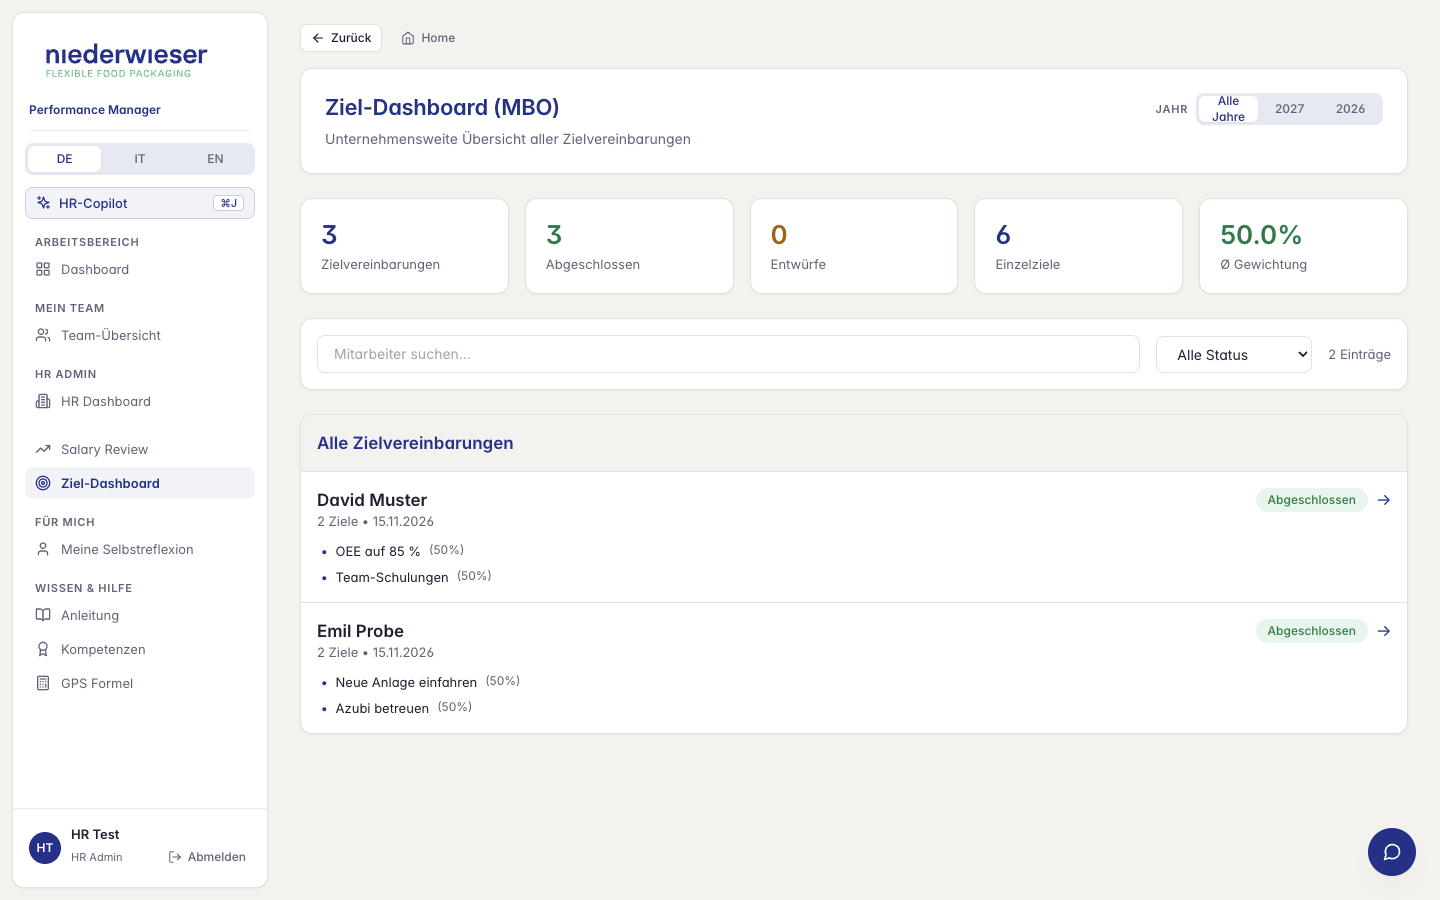 niederwieser
FLEXIBLE FOOD PACKAGING
Performance Manager
DE IT EN
HR-Copilot ⌘J
ARBEITSBEREICH
Dashboard
MEIN TEAM
Team-Übersicht
HR ADMIN
HR Dashboard
Salary Review
Ziel-Dashboard
FÜR MICH
Meine Selbstreflexion
WISSEN & HILFE
Anleitung
Kompetenzen
GPS Formel
HT
HR Test
HR Admin
Abmelden
Zurück Home
Ziel-Dashboard (MBO)
Unternehmensweite Übersicht aller Zielvereinbarungen
JAHR
Alle
Jahre
2027 2026
3
Zielvereinbarungen
3
Abgeschlossen
0
Entwürfe
6
Einzelziele
50.0%
Ø Gewichtung
Mitarbeiter suchen...
Alle Status
2 Einträge
Alle Zielvereinbarungen
David Muster
Abgeschlossen
2 Ziele • 15.11.2026
• OEE auf 85 % (50%)
• Team-Schulungen (50%)
Emil Probe
Abgeschlossen
2 Ziele • 15.11.2026
• Neue Anlage einfahren (50%)
• Azubi betreuen (50%)